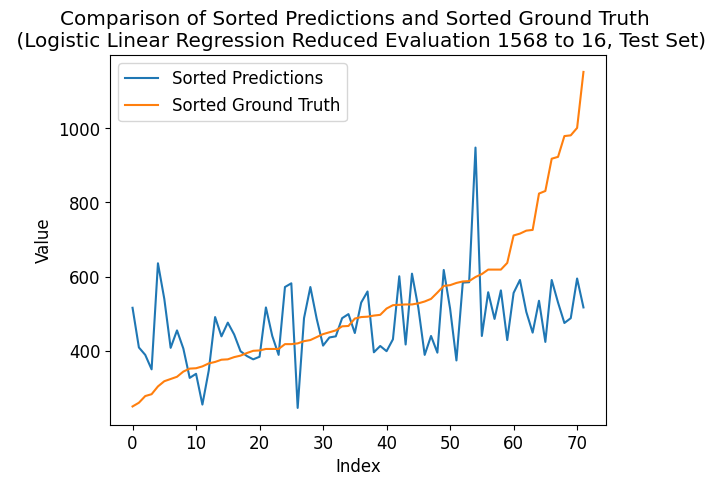 Comparison of Sorted Predictions and Sorted Ground Truth
(Logistic Linear Regression Reduced Evaluation 1568 to 16, Test Set)
Sorted Predictions
Sorted Ground Truth
1000
800
600
400
Value
0 10 20 30 40 50 60 70
Index